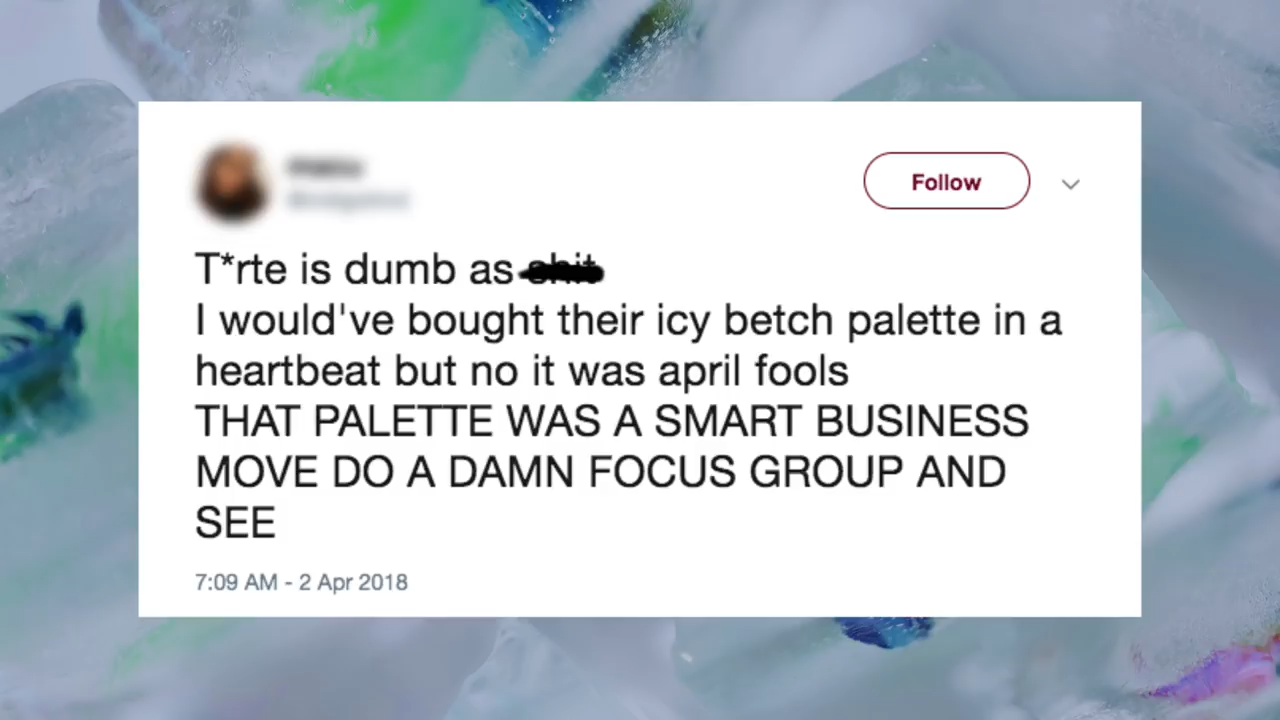 Follow
T*rte is dumb as shit
I would've bought their icy betch palette in a
heartbeat but no it was april fools
THAT PALETTE WAS A SMART BUSINESS
MOVE DO A DAMN FOCUS GROUP AND
SEE
7:09 AM - 2 Apr 2018